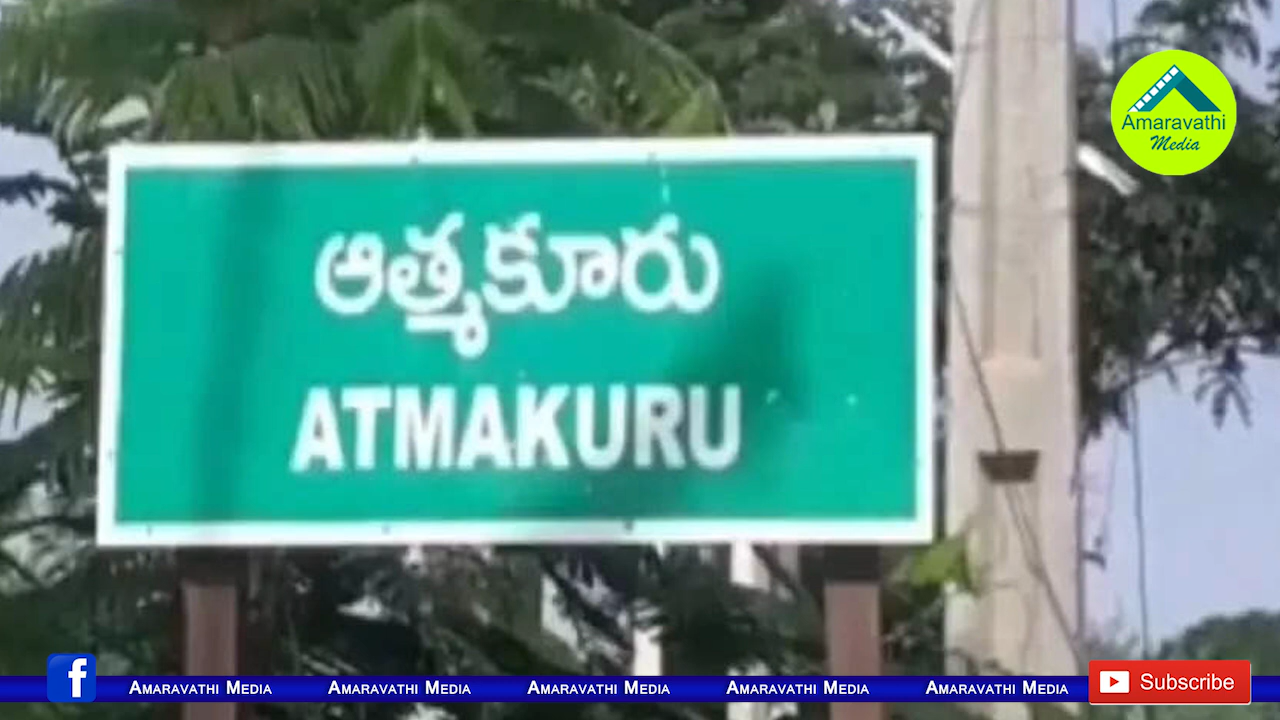 Amaravathi
Media
ఆత్మకూరు
ATMAKURU
f AMARAVATHI MEDIA AMARAVATHI MEDIA AMARAVATHI MEDIA AMARAVATHI MEDIA AMARAVATHI MEDIA Subscribe